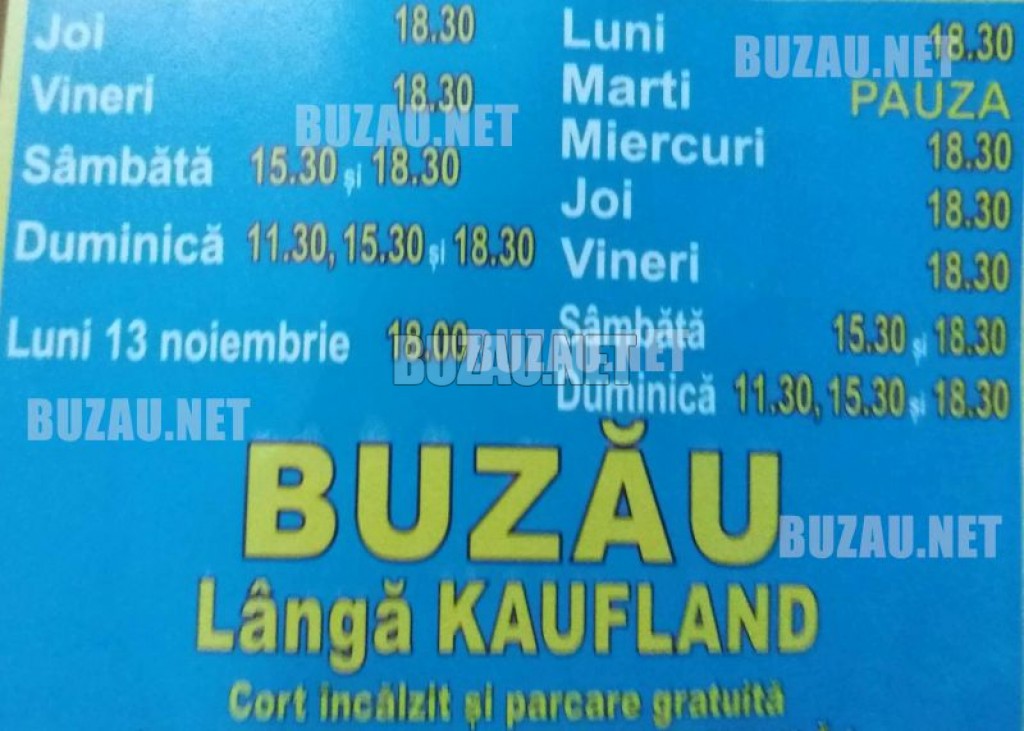 Joi 18.30
Vineri 18.30
Sâmbătă 15.30 și 18.30
Duminică 11.30, 15.30 și 18.30
Luni 13 noiembrie 18.00
Luni 18.30
Marti PAUZA
Miercuri 18.30
Joi 18.30
Vineri 18.30
Sâmbătă 15.30 și 18.30
Duminică 11.30, 15.30 și 18.30
BUZĂU
Lângă KAUFLAND
Cort încălzit și parcare gratuită
BUZAU.NET
BUZAU.NET
BUZAU.NET
BUZAU.NET
BUZAU.NET
BUZAU.NET